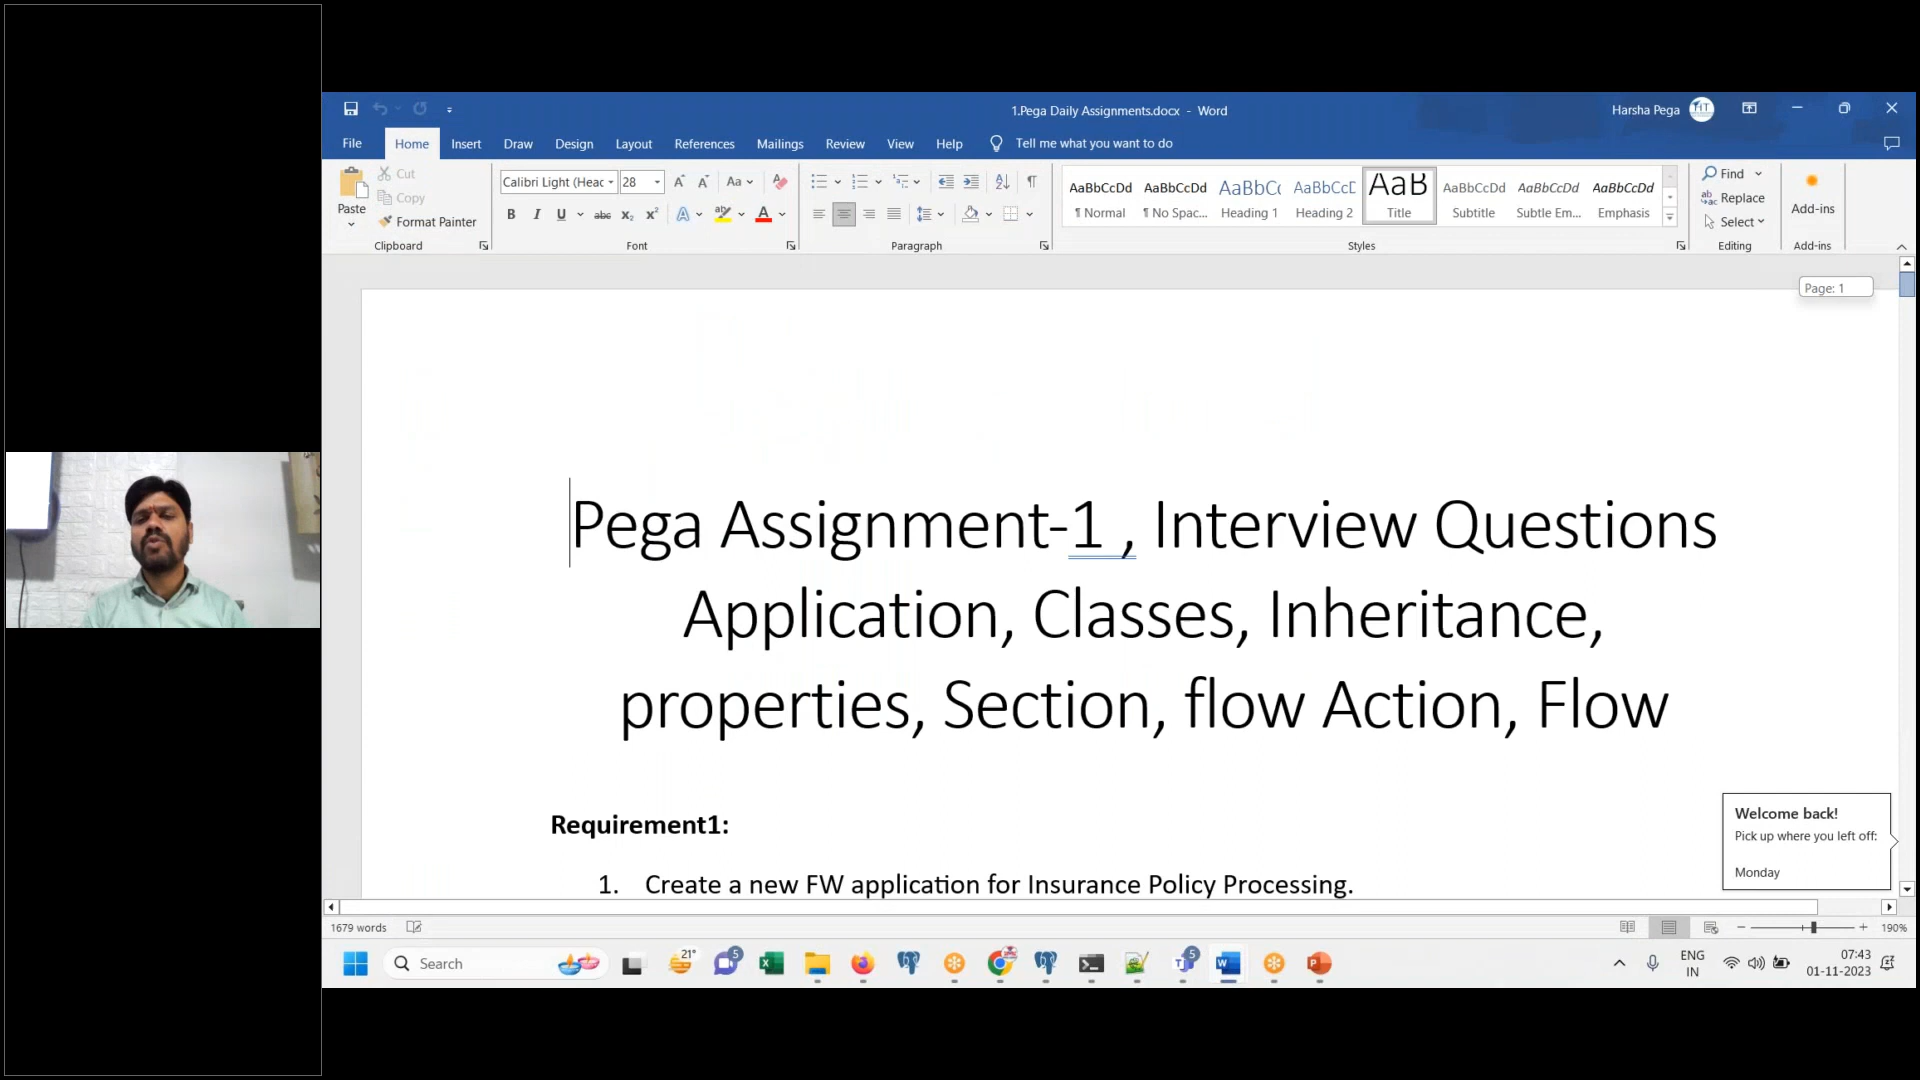 1.Pega Daily Assignments.docx - Word
Harsha Pega
File Home Insert Draw Design Layout References Mailings Review View Help Tell me what you want to do
Paste
Cut
Copy
Format Painter
Clipboard
Calibri Light (Heac 28
Font
Paragraph
AaBbCcDd AaBbCcDd AaBbCc AaBbCcD AaB AaBbCcDd AaBbCcDd AaBbCcDd
¶ Normal ¶ No Spac... Heading 1 Heading 2 Title Subtitle Subtle Em... Emphasis
Styles
Find
Replace
Select
Editing
Add-ins
Add-ins
Page: 1
Pega Assignment-1 , Interview Questions
Application, Classes, Inheritance,
properties, Section, flow Action, Flow
Requirement1:
1. Create a new FW application for Insurance Policy Processing.
Welcome back!
Pick up where you left off:
Monday
1679 words
190%
Search
21°
5
5
ENG
IN
07:43
01-11-2023